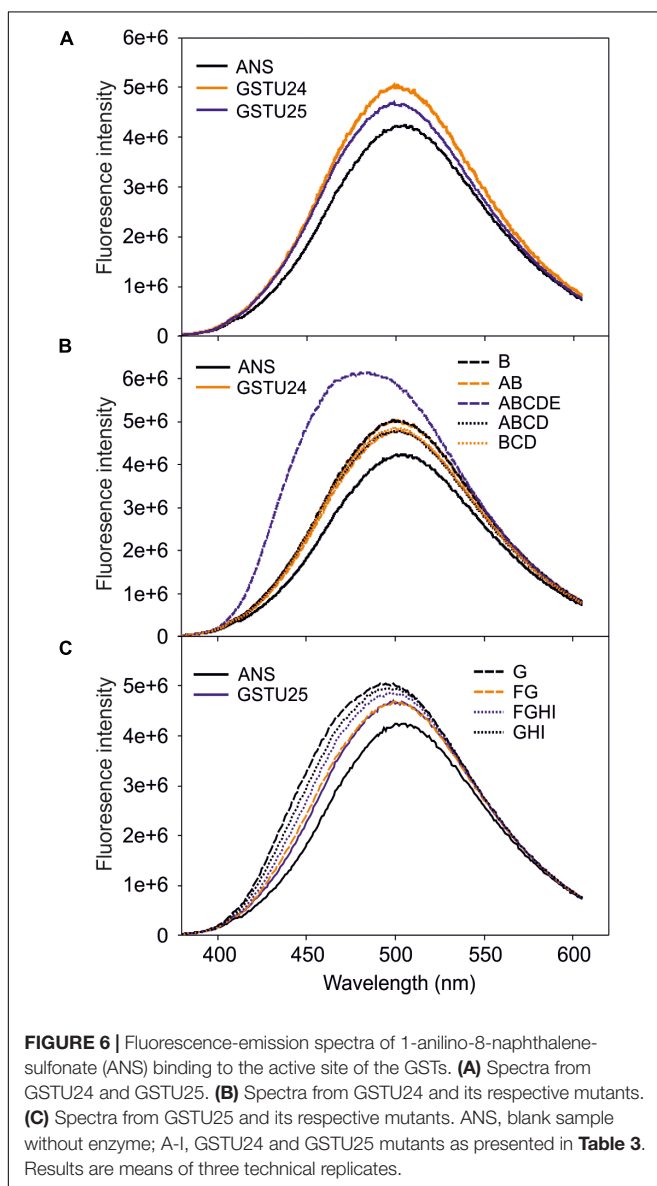 A
6e+6
5e+6
4e+6
3e+6
2e+6
1e+6
0
Fluoresence intensity
ANS
GSTU24
GSTU25
B
6e+6
5e+6
4e+6
3e+6
2e+6
1e+6
0
Fluoresence intensity
ANS
GSTU24
B
AB
ABCDE
ABCD
BCD
C
6e+6
5e+6
4e+6
3e+6
2e+6
1e+6
0
Fluoresence intensity
ANS
GSTU25
G
FG
FGHI
GHI
400 450 500 550 600
Wavelength (nm)
FIGURE 6 | Fluorescence-emission spectra of 1-anilino-8-naphthalene-
sulfonate (ANS) binding to the active site of the GSTs. (A) Spectra from
GSTU24 and GSTU25. (B) Spectra from GSTU24 and its respective mutants.
(C) Spectra from GSTU25 and its respective mutants. ANS, blank sample
without enzyme; A-I, GSTU24 and GSTU25 mutants as presented in Table 3.
Results are means of three technical replicates.